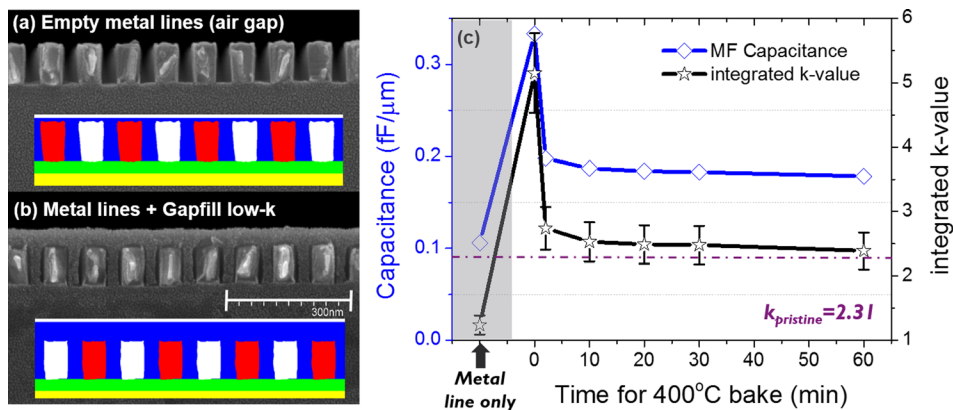 (a) Empty metal lines (air gap)
(b) Metal lines + Gapfill low-k
300nm
(c)
MF Capacitance
integrated k-value
Capacitance (fF/μm)
0.3
0.2
0.1
0.0
6
5
4
3
2
1
integrated k-value
kpristine=2.31
0
10
20
30
40
50
60
Metal
line only
Time for 400°C bake (min)